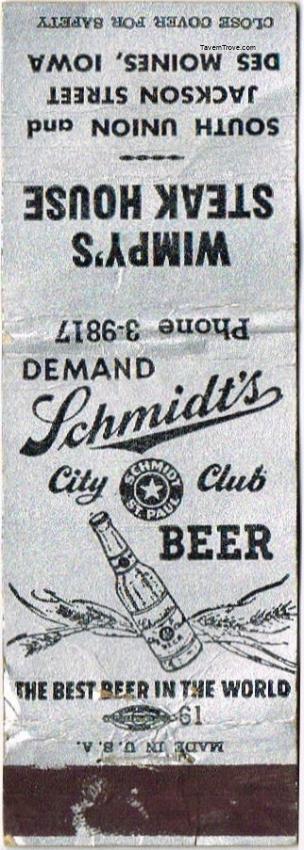 TavernTrove.com
CLOSE COVER FOR SAFETY
Phone 3-9817
WIMPY'S
STEAK HOUSE
SOUTH UNION and
JACKSON STREET
DES MOINES, IOWA
DEMAND
Schmidt's
City SCHMIDT ST. PAUL Club
BEER
THE BEST BEER IN THE WORLD
61
MADE IN U.S.A.